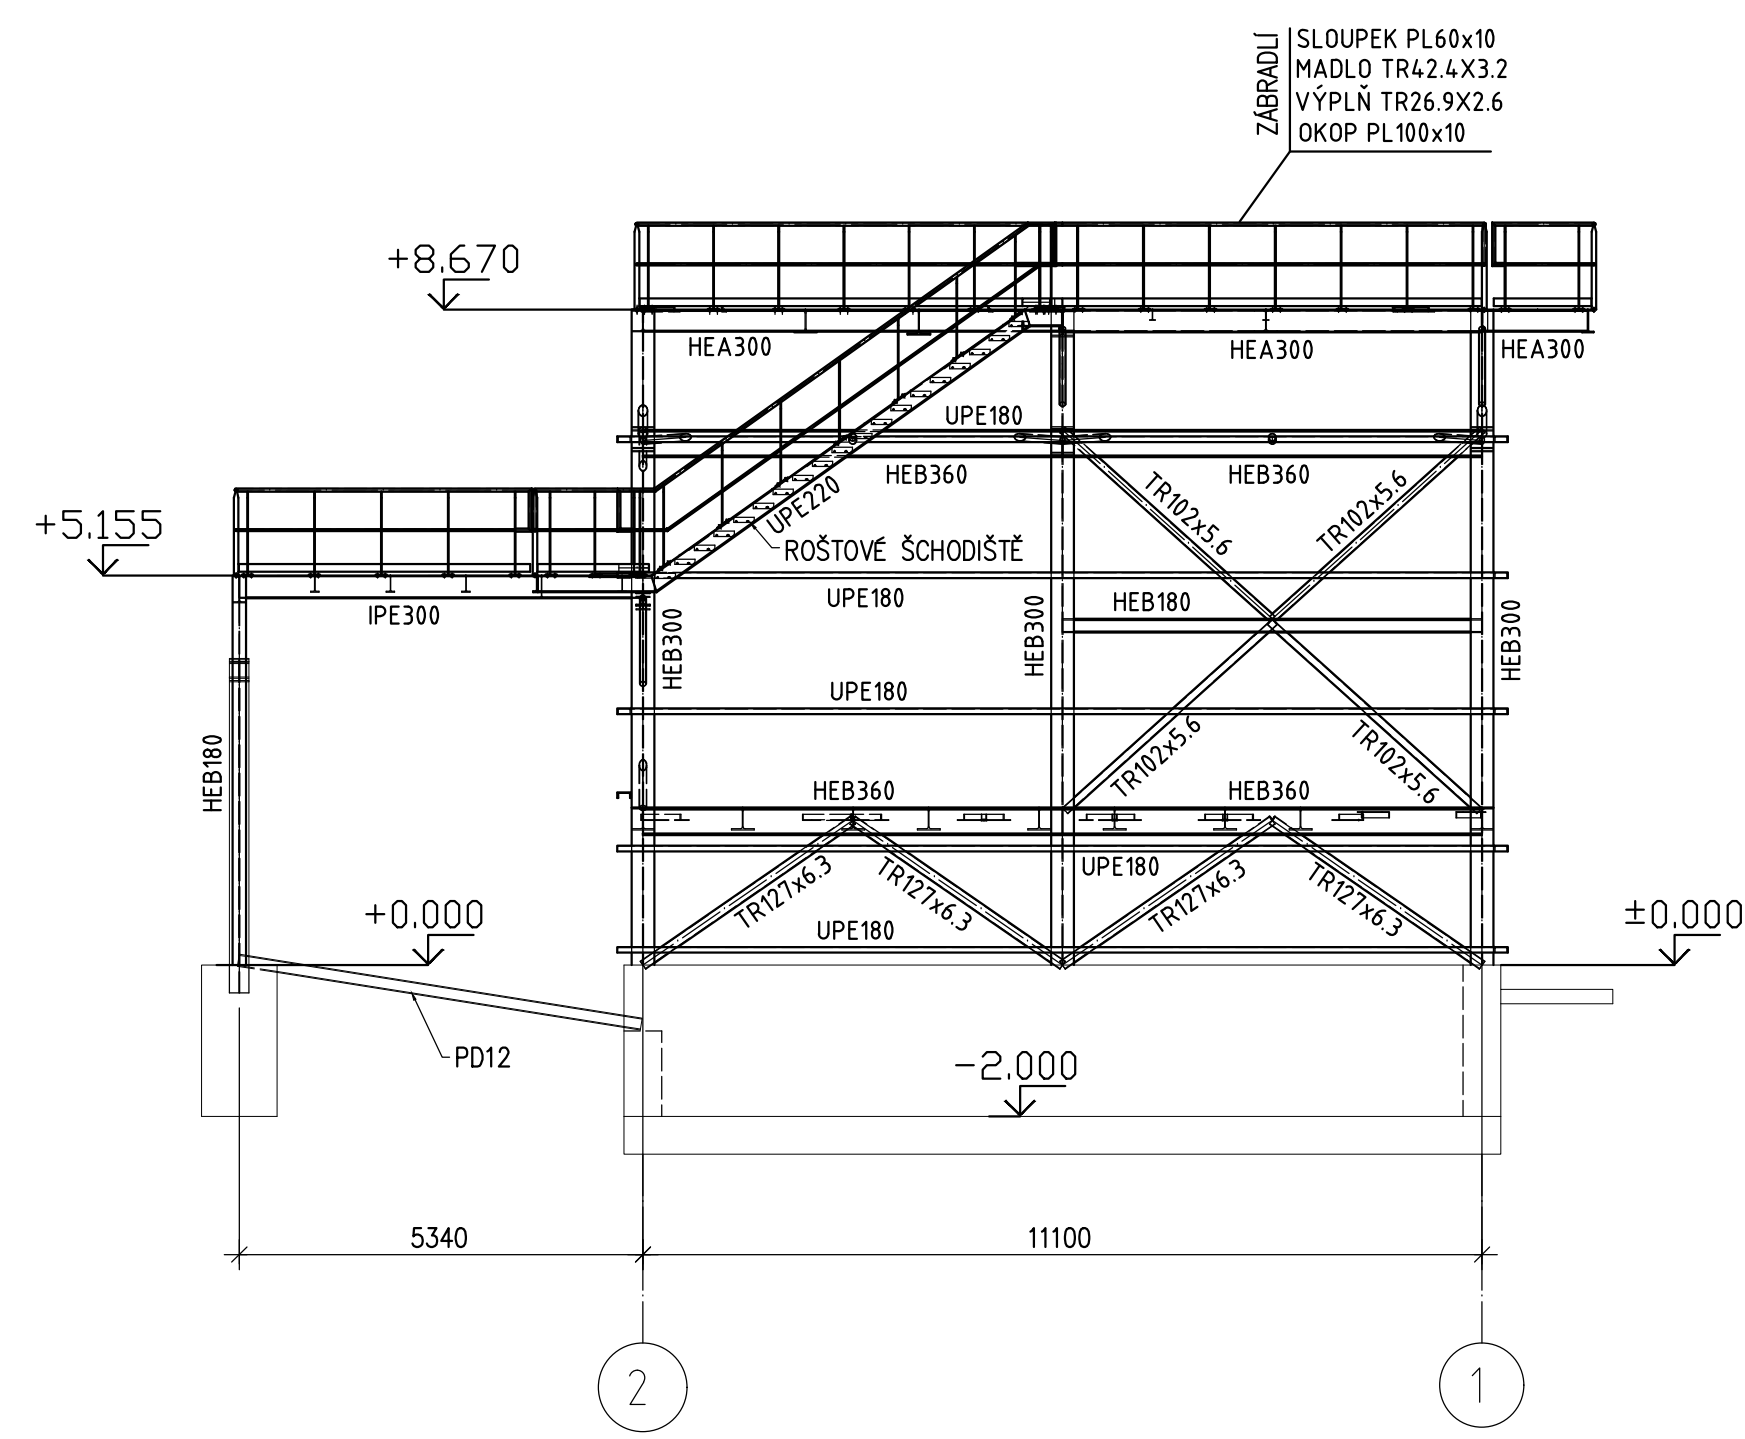 ZÁBRADLÍ
SLOUPEK PL60x10
MADLO TR42.4X3.2
VÝPLŇ TR26.9X2.6
OKOP PL100x10
+8.670
HEA300
HEA300
HEA300
UPE180
HEB360
HEB360
TR102x5.6
TR102x5.6
UPE220
+5.155
ROŠTOVÉ ŠCHODIŠTĚ
UPE180
HEB180
IPE300
HEB300
HEB300
HEB300
UPE180
HEB180
TR102x5.6
TR102x5.6
HEB360
HEB360
UPE180
TR127x6.3
TR127x6.3
TR127x6.3
TR127x6.3
+0.000
UPE180
±0.000
PD12
-2.000
5340
11100
2
1